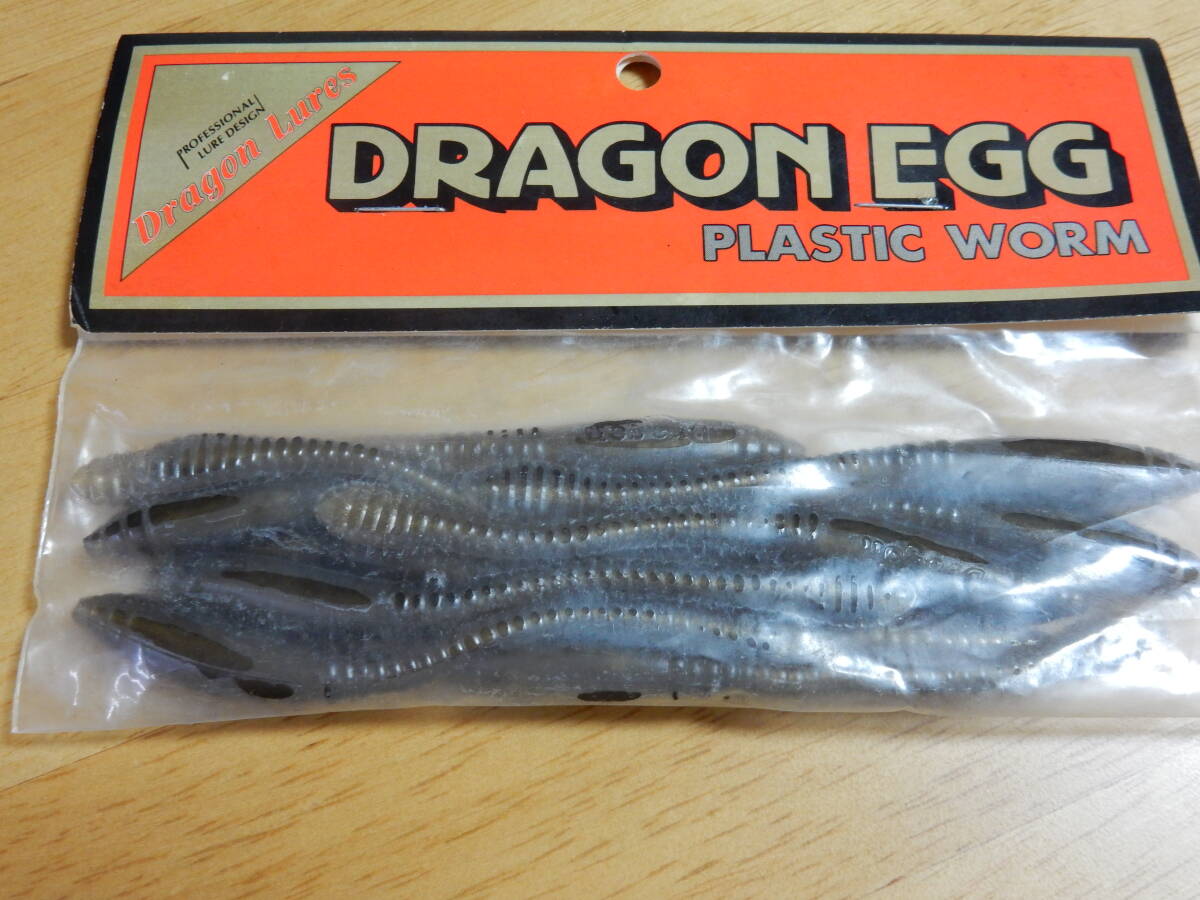 PROFESSIONAL
LURE DESIGN
Dragon Lures
DRAGON EGG
PLASTIC WORM